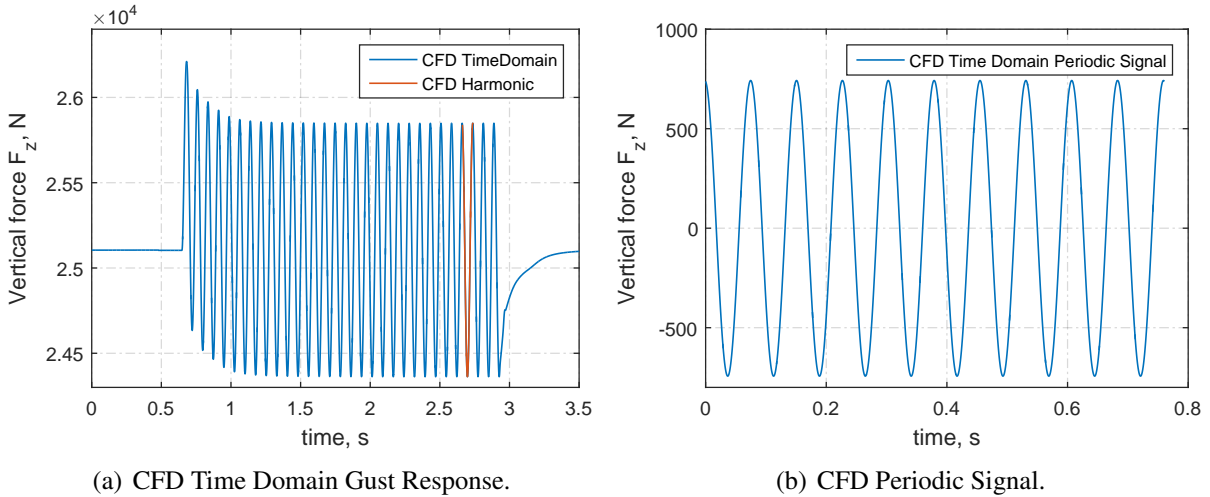 ×10⁴
CFD TimeDomain
CFD Harmonic
2.6
2.55
2.5
2.45
Vertical force F_z, N
0 0.5 1 1.5 2 2.5 3 3.5
time, s
(a) CFD Time Domain Gust Response.
CFD Time Domain Periodic Signal
1000
500
0
-500
Vertical force F_z, N
0 0.2 0.4 0.6 0.8
time, s
(b) CFD Periodic Signal.